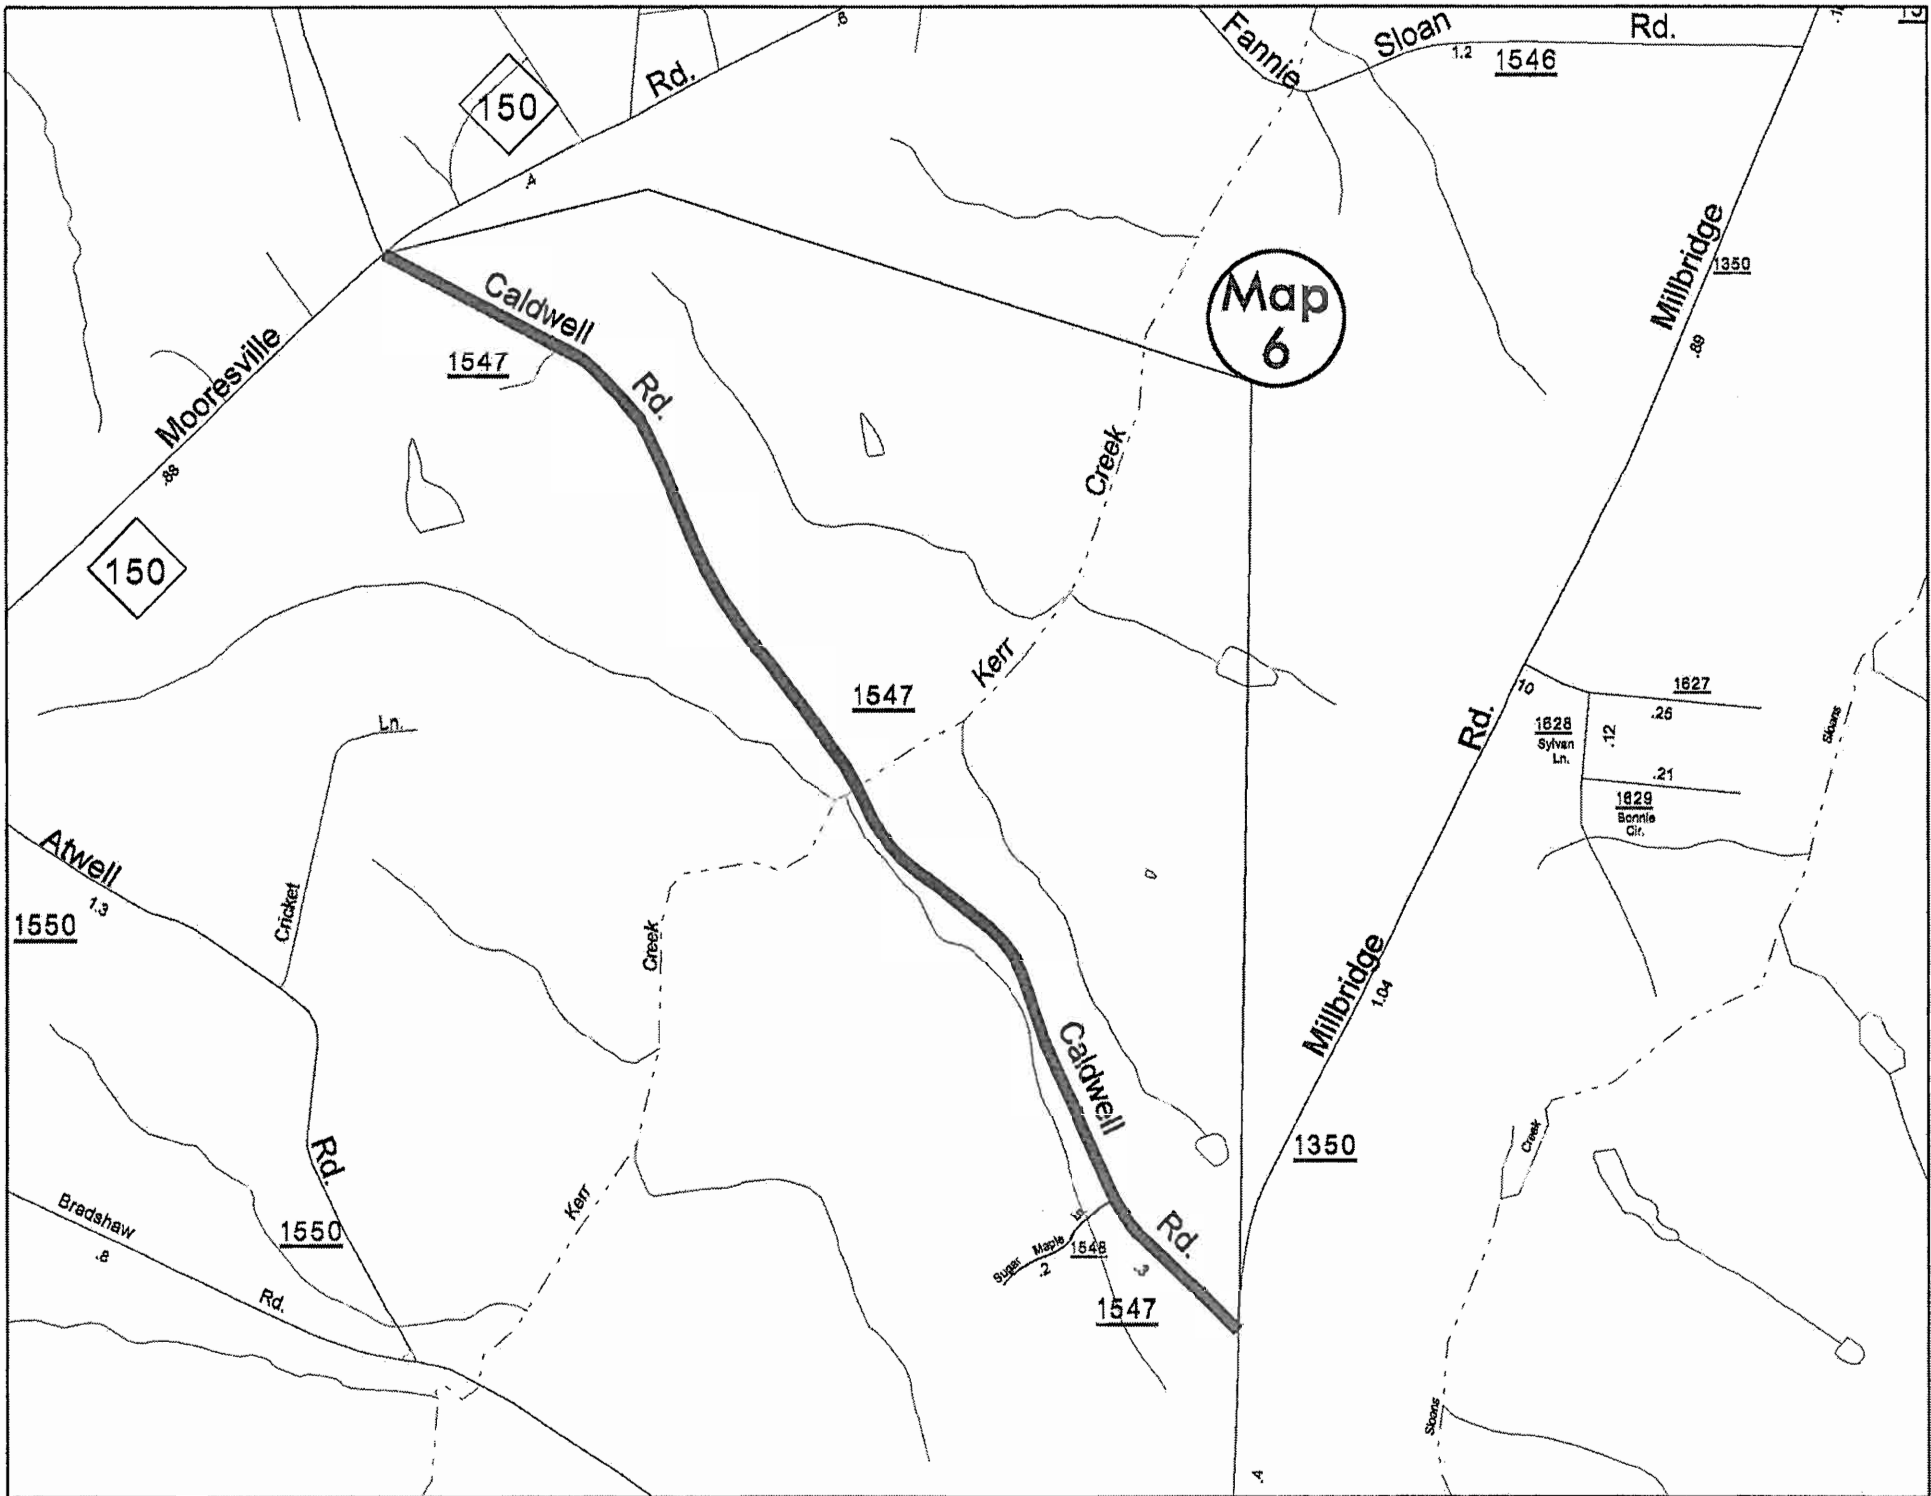 .6
Fannie
Sloan
Rd.
1.2
1546
150
Rd.
.4
Millbridge
1350
.89
Map
6
Caldwell
1547
Rd.
Mooresville
.88
150
Creek
Kerr
1547
Ln.
Cricket
Rd.
.10
1627
.25
1628
Sylvan
Ln.
.12
.21
1629
Bonnie
Cir.
Sloans
Atwell
1.3
1550
Creek
Millbridge
1.04
Caldwell
1350
Creek
Rd.
Kerr
Bradshaw
.8
1550
Rd.
Sugar Maple Ln.
1548
.2
Rd.
.3
1547
Sloans
.4